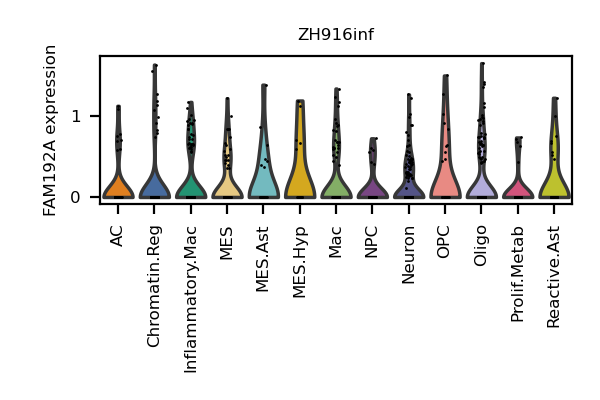 ZH916inf
FAM192A expression
1
0
AC
Chromatin.Reg
Inflammatory.Mac
MES
MES.Ast
MES.Hyp
Mac
NPC
Neuron
OPC
Oligo
Prolif.Metab
Reactive.Ast